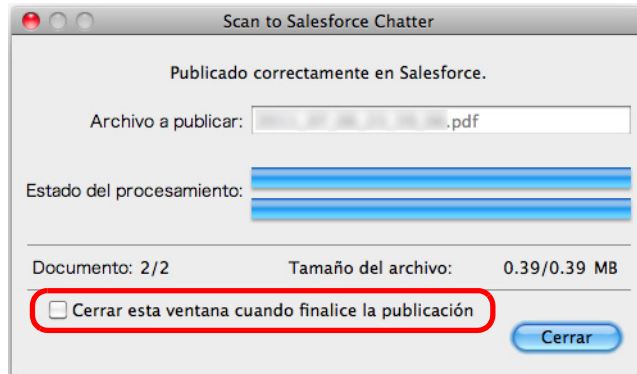 Scan to Salesforce Chatter
Publicado correctamente en Salesforce.
Archivo a publicar: .pdf
Estado del procesamiento:
Documento: 2/2 Tamaño del archivo: 0.39/0.39 MB
Cerrar esta ventana cuando finalice la publicación
Cerrar